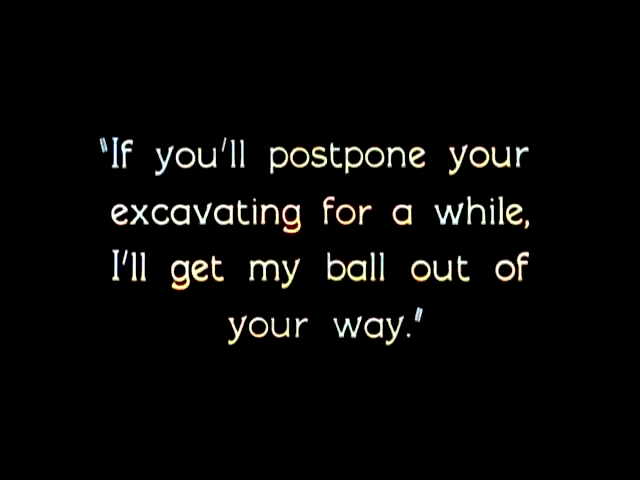 "If you'll postpone your
excavating for a while,
I'll get my ball out of
your way."